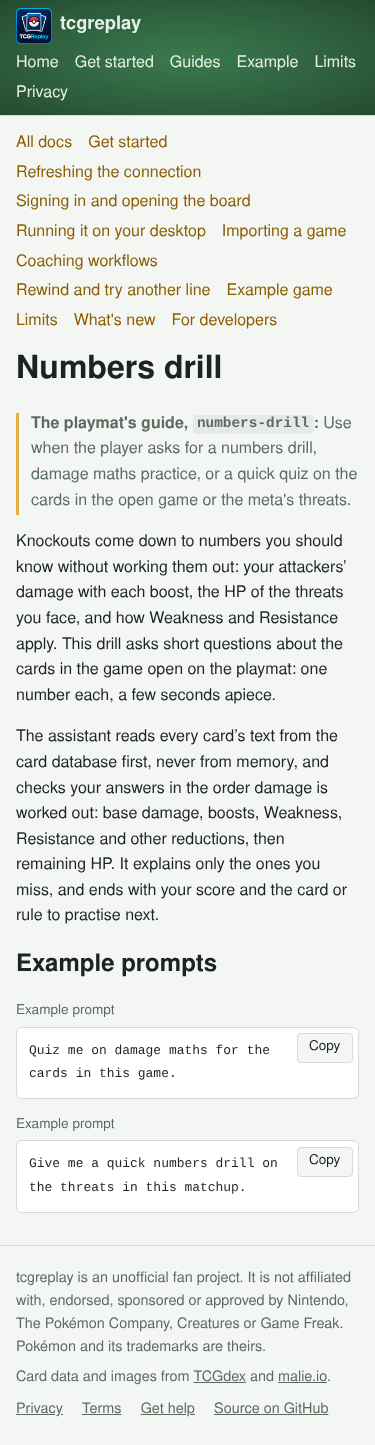 TCGReplay
tcgreplay
Home Get started Guides Example Limits
Privacy
All docs Get started
Refreshing the connection
Signing in and opening the board
Running it on your desktop Importing a game
Coaching workflows
Rewind and try another line Example game
Limits What's new For developers
Numbers drill
The playmat's guide, numbers-drill: Use
when the player asks for a numbers drill,
damage maths practice, or a quick quiz on the
cards in the open game or the meta's threats.
Knockouts come down to numbers you should
know without working them out: your attackers’
damage with each boost, the HP of the threats
you face, and how Weakness and Resistance
apply. This drill asks short questions about the
cards in the game open on the playmat: one
number each, a few seconds apiece.
The assistant reads every card’s text from the
card database first, never from memory, and
checks your answers in the order damage is
worked out: base damage, boosts, Weakness,
Resistance and other reductions, then
remaining HP. It explains only the ones you
miss, and ends with your score and the card or
rule to practise next.
Example prompts
Example prompt
Quiz me on damage maths for the
cards in this game.
Copy
Example prompt
Give me a quick numbers drill on
the threats in this matchup.
Copy
tcgreplay is an unofficial fan project. It is not affiliated
with, endorsed, sponsored or approved by Nintendo,
The Pokémon Company, Creatures or Game Freak.
Pokémon and its trademarks are theirs.
Card data and images from TCGdex and malie.io.
Privacy Terms Get help Source on GitHub